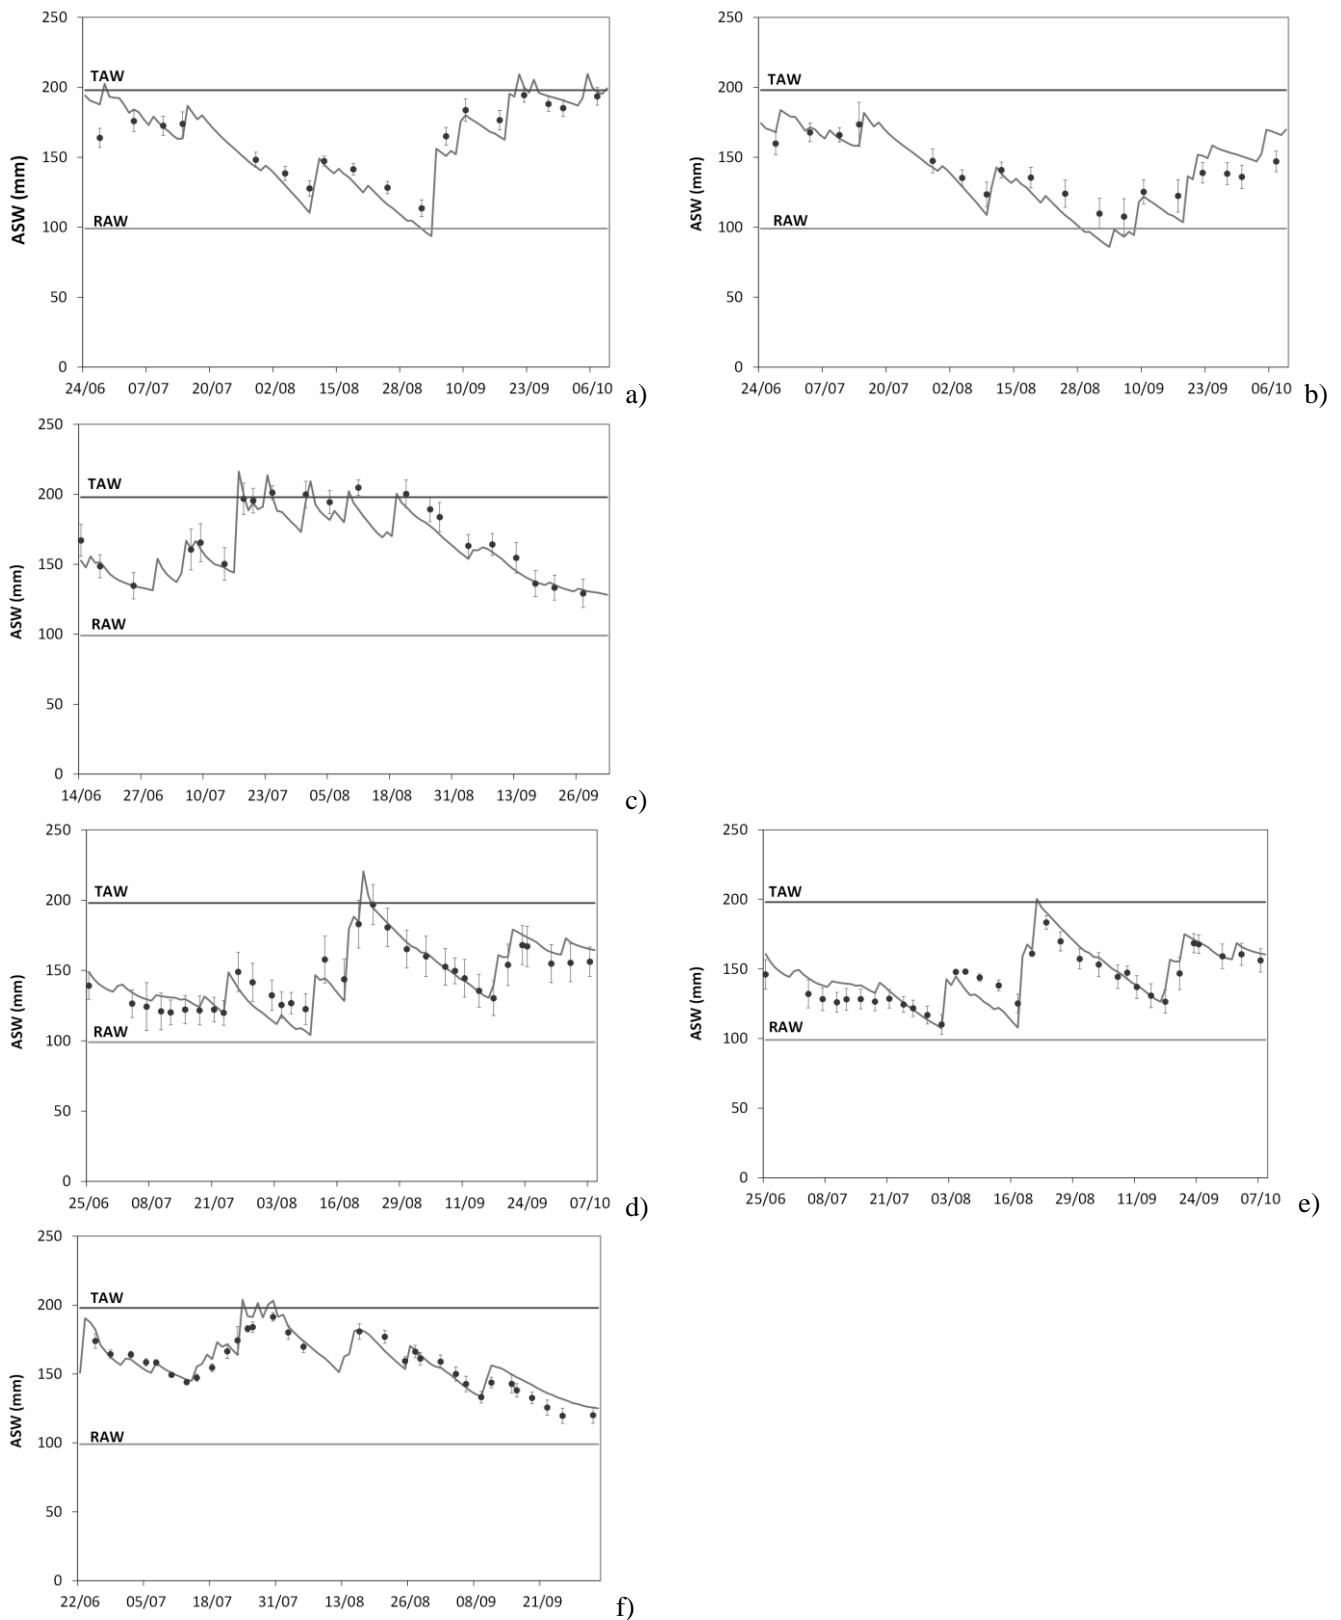 250
200
150
100
50
0
ASW (mm)
TAW
RAW
24/06 07/07 20/07 02/08 15/08 28/08 10/09 23/09 06/10
a)
250
200
150
100
50
0
ASW (mm)
TAW
RAW
24/06 07/07 20/07 02/08 15/08 28/08 10/09 23/09 06/10
b)
250
200
150
100
50
0
ASW (mm)
TAW
RAW
14/06 27/06 10/07 23/07 05/08 18/08 31/08 13/09 26/09
c)
250
200
150
100
50
0
ASW (mm)
TAW
RAW
25/06 08/07 21/07 03/08 16/08 29/08 11/09 24/09 07/10
d)
250
200
150
100
50
0
ASW (mm)
TAW
RAW
25/06 08/07 21/07 03/08 16/08 29/08 11/09 24/09 07/10
e)
250
200
150
100
50
0
ASW (mm)
TAW
RAW
22/06 05/07 18/07 31/07 13/08 26/08 08/09 21/09
f)